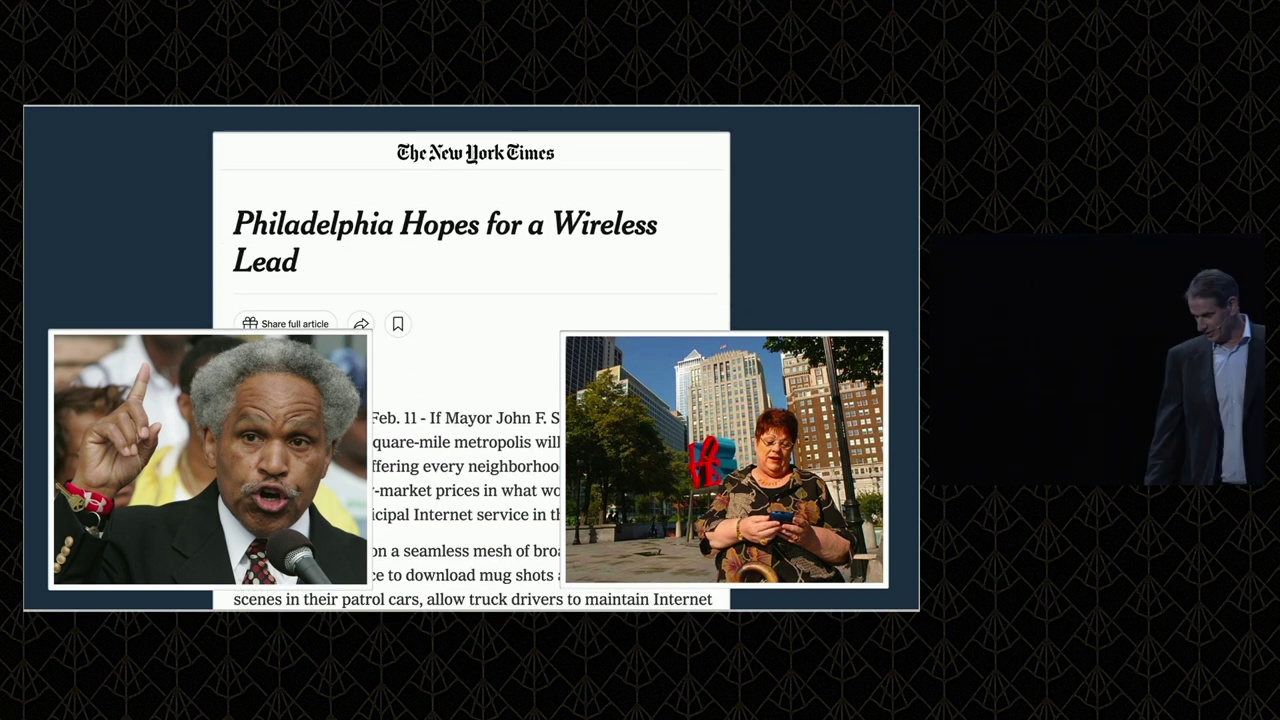 The New York Times
Philadelphia Hopes for a Wireless
Lead
Share full article
Feb. 11 - If Mayor John F. S
quare-mile metropolis will
ffering every neighborhoo
-market prices in what wo
icipal Internet service in th
on a seamless mesh of bro
ce to download mug shots
scenes in their patrol cars, allow truck drivers to maintain Internet